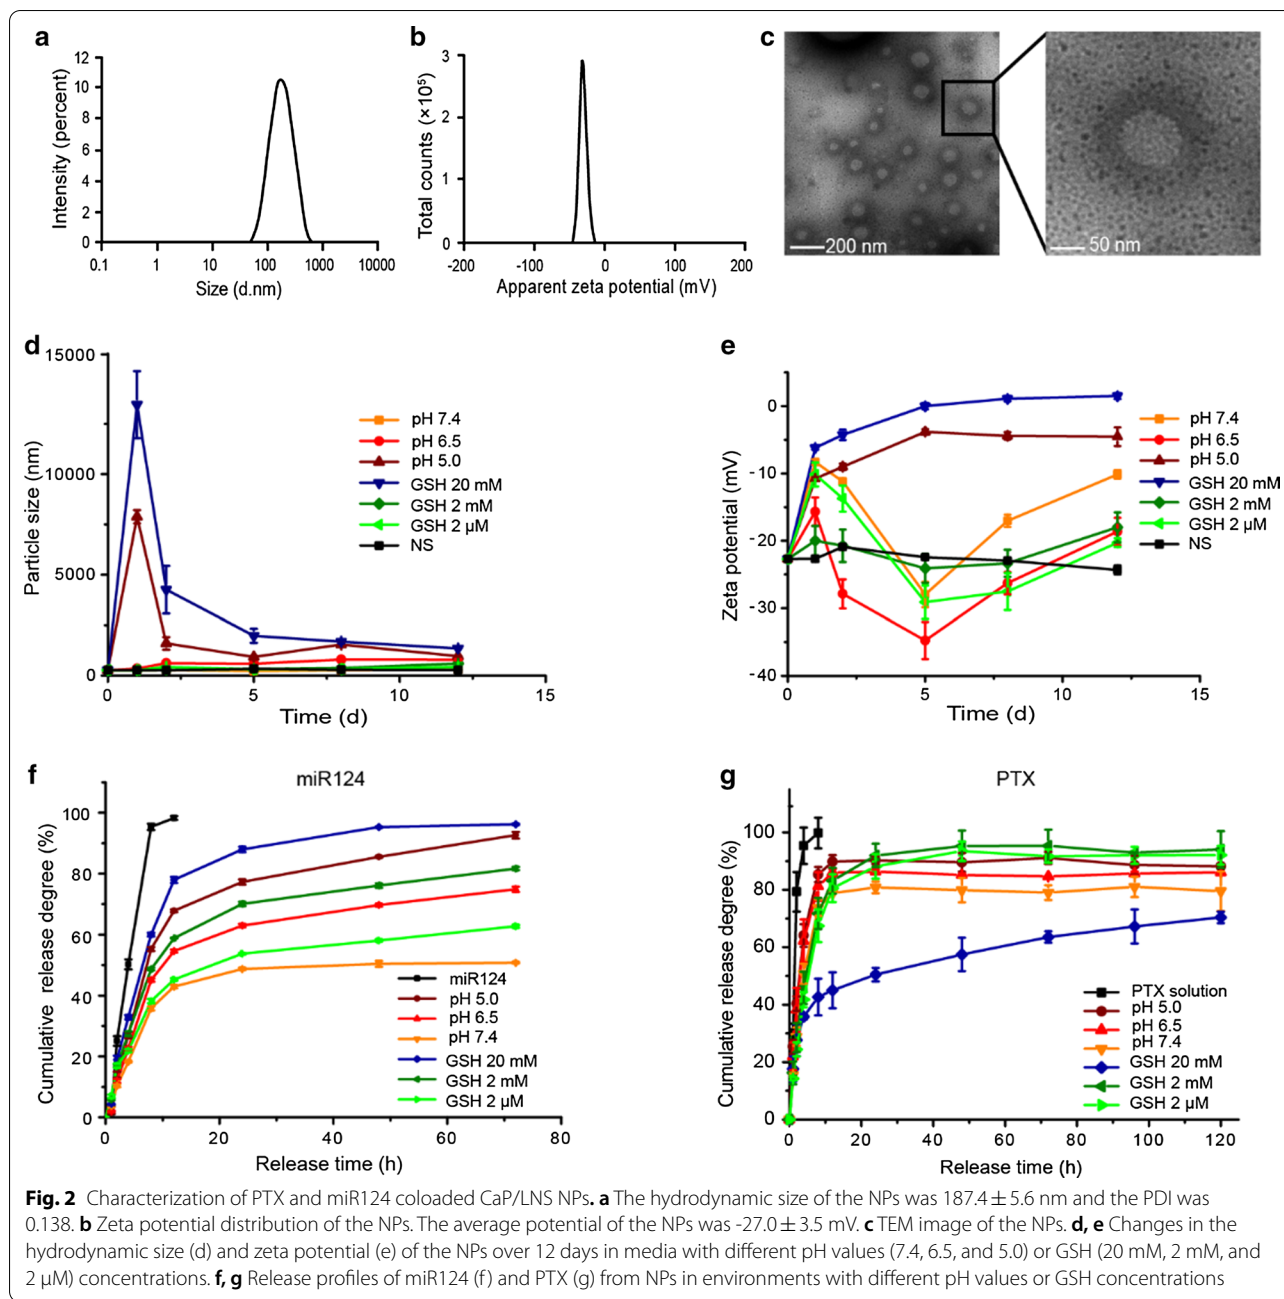 a
12
10
8
6
4
2
0
Intensity (percent)
0.1 1 10 100 1000 10000
Size (d.nm)
b
3
2
1
0
Total counts (×10⁵)
-200 -100 0 100 200
Apparent zeta potential (mV)
c
200 nm
50 nm
d
15000
10000
5000
0
Particle size (nm)
0 5 10 15
Time (d)
pH 7.4
pH 6.5
pH 5.0
GSH 20 mM
GSH 2 mM
GSH 2 µM
NS
e
0
-10
-20
-30
-40
Zeta potential (mV)
0 5 10 15
Time (d)
pH 7.4
pH 6.5
pH 5.0
GSH 20 mM
GSH 2 mM
GSH 2 µM
NS
f
miR124
100
80
60
40
20
0
Cumulative release degree (%)
0 20 40 60 80
Release time (h)
miR124
pH 5.0
pH 6.5
pH 7.4
GSH 20 mM
GSH 2 mM
GSH 2 µM
g
PTX
100
80
60
40
20
0
Cumulative release degree (%)
0 20 40 60 80 100 120
Release time (h)
PTX solution
pH 5.0
pH 6.5
pH 7.4
GSH 20 mM
GSH 2 mM
GSH 2 µM
Fig. 2 Characterization of PTX and miR124 coloaded CaP/LNS NPs. a The hydrodynamic size of the NPs was 187.4 ± 5.6 nm and the PDI was
0.138. b Zeta potential distribution of the NPs. The average potential of the NPs was -27.0 ± 3.5 mV. c TEM image of the NPs. d, e Changes in the
hydrodynamic size (d) and zeta potential (e) of the NPs over 12 days in media with different pH values (7.4, 6.5, and 5.0) or GSH (20 mM, 2 mM, and
2 µM) concentrations. f, g Release profiles of miR124 (f) and PTX (g) from NPs in environments with different pH values or GSH concentrations